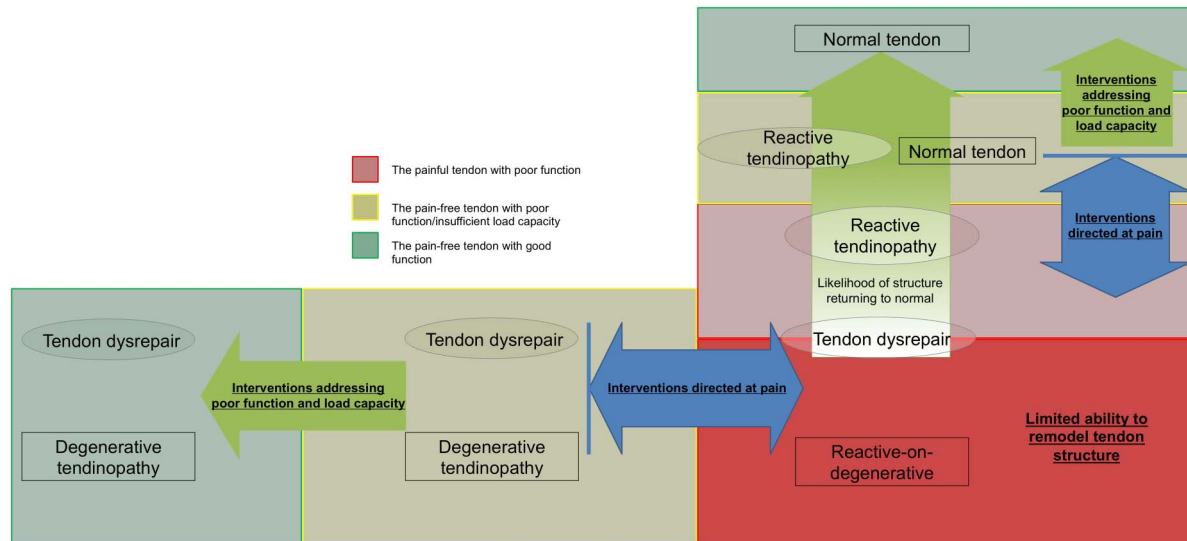 Normal tendon
Interventions
addressing
poor function and
load capacity
Reactive
tendinopathy
Normal tendon
The painful tendon with poor function
The pain-free tendon with poor
function/insufficient load capacity
The pain-free tendon with good
function
Reactive
tendinopathy
Interventions
directed at pain
Likelihood of structure
returning to normal
Tendon dysrepair
Tendon dysrepair
Tendon dysrepair
Interventions addressing
poor function and load capacity
Interventions directed at pain
Degenerative
tendinopathy
Degenerative
tendinopathy
Reactive-on-
degenerative
Limited ability to
remodel tendon
structure